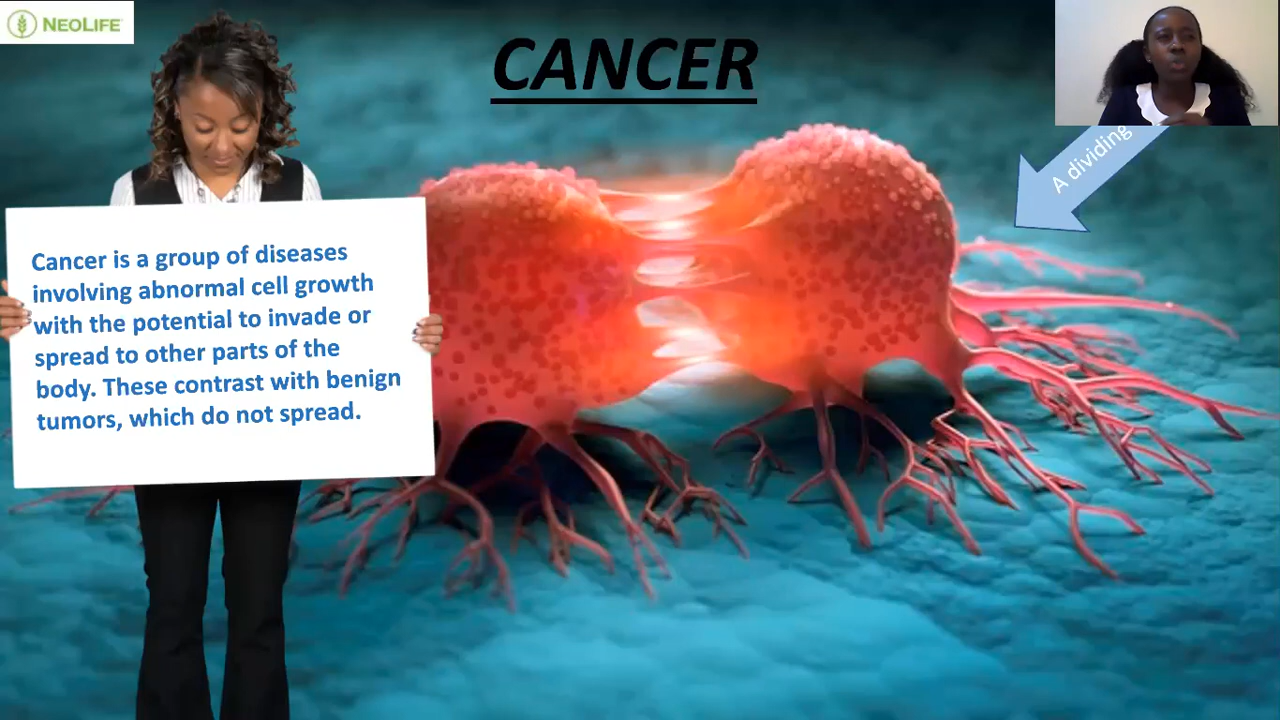 NEOLIFE
CANCER
A dividing
Cancer is a group of diseases
involving abnormal cell growth
with the potential to invade or
spread to other parts of the
body. These contrast with benign
tumors, which do not spread.